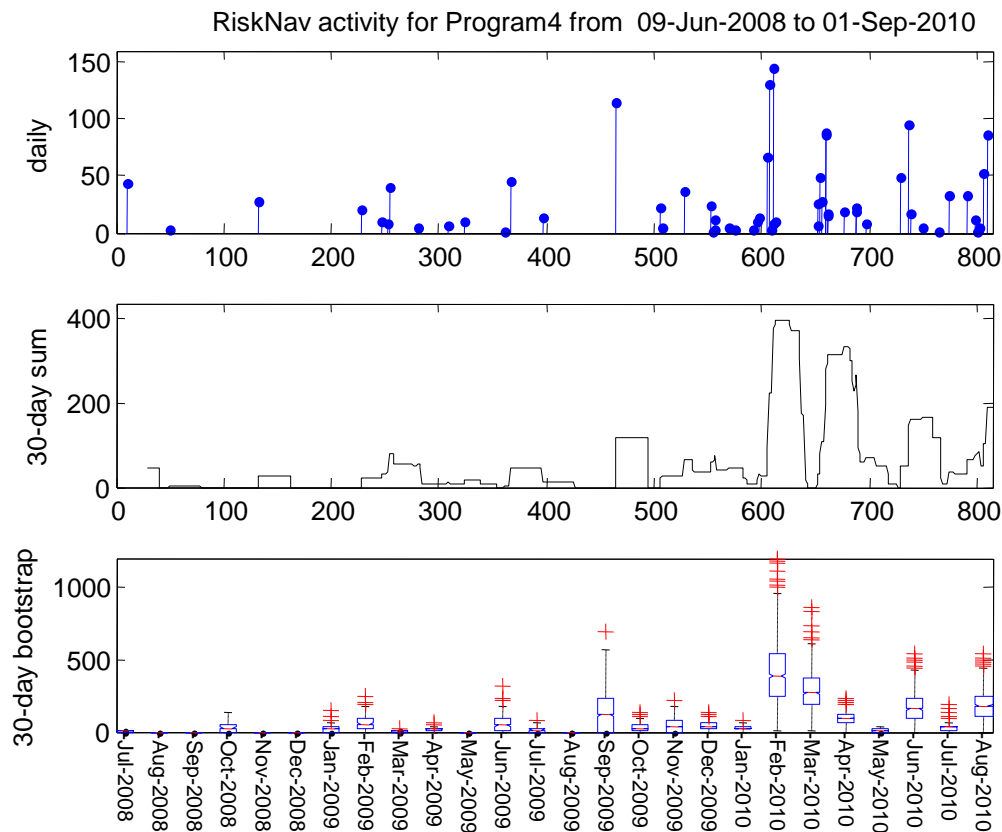 RiskNav activity for Program4 from 09-Jun-2008 to 01-Sep-2010
daily
150
100
50
0
0 100 200 300 400 500 600 700 800
30-day sum
400
200
0
0 100 200 300 400 500 600 700 800
30-day bootstrap
1000
500
0
Jul-2008
Aug-2008
Sep-2008
Oct-2008
Nov-2008
Dec-2008
Jan-2009
Feb-2009
Mar-2009
Apr-2009
May-2009
Jun-2009
Jul-2009
Aug-2009
Sep-2009
Oct-2009
Nov-2009
Dec-2009
Jan-2010
Feb-2010
Mar-2010
Apr-2010
May-2010
Jun-2010
Jul-2010
Aug-2010